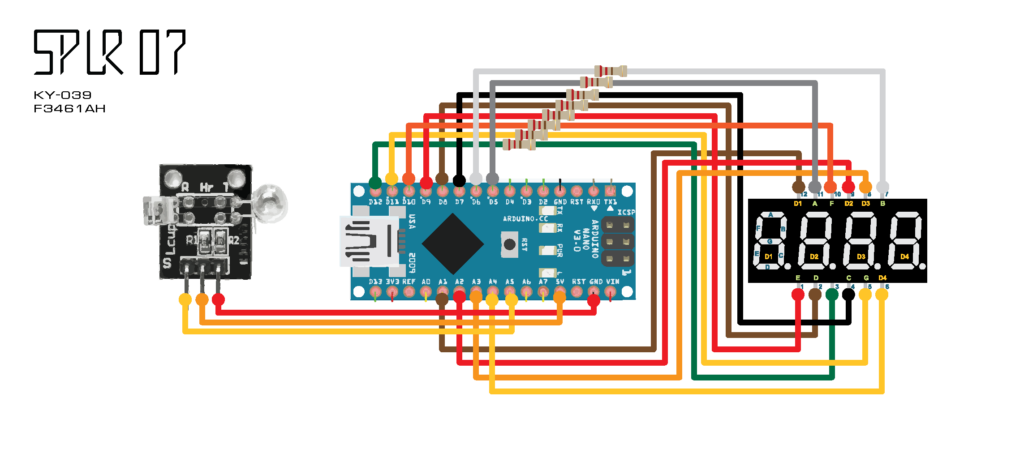 SPLR 07
KY-039
F3461AH
R Hr T
R1 R2
S
D12 D11 D10 D9 D8 D7 D6 D5 D4 D3 D2 GND RST RX0 TX1
USA
2009
ARDUINO.CC
RST
TX
RX
PWR
L
ARDUINO
NANO
V3.0
ICSP
1
D13 3V3 REF A0 A1 A2 A3 A4 A5 A6 A7 5V RST GND VIN
12 11 10 9 8 7
D1 A F D2 D3 B
A
F B
G
E C
D
D1 D2 D3 D4
E D C G D4
1 2 3 4 5 6